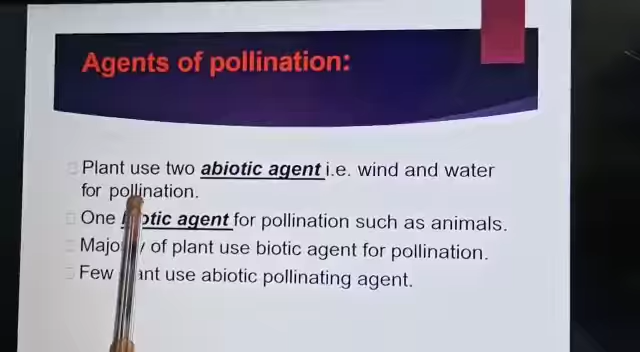 Agents of pollination:
Plant use two abiotic agent i.e. wind and water
for pollination.
One biotic agent for pollination such as animals.
Majority of plant use biotic agent for pollination.
Few plant use abiotic pollinating agent.